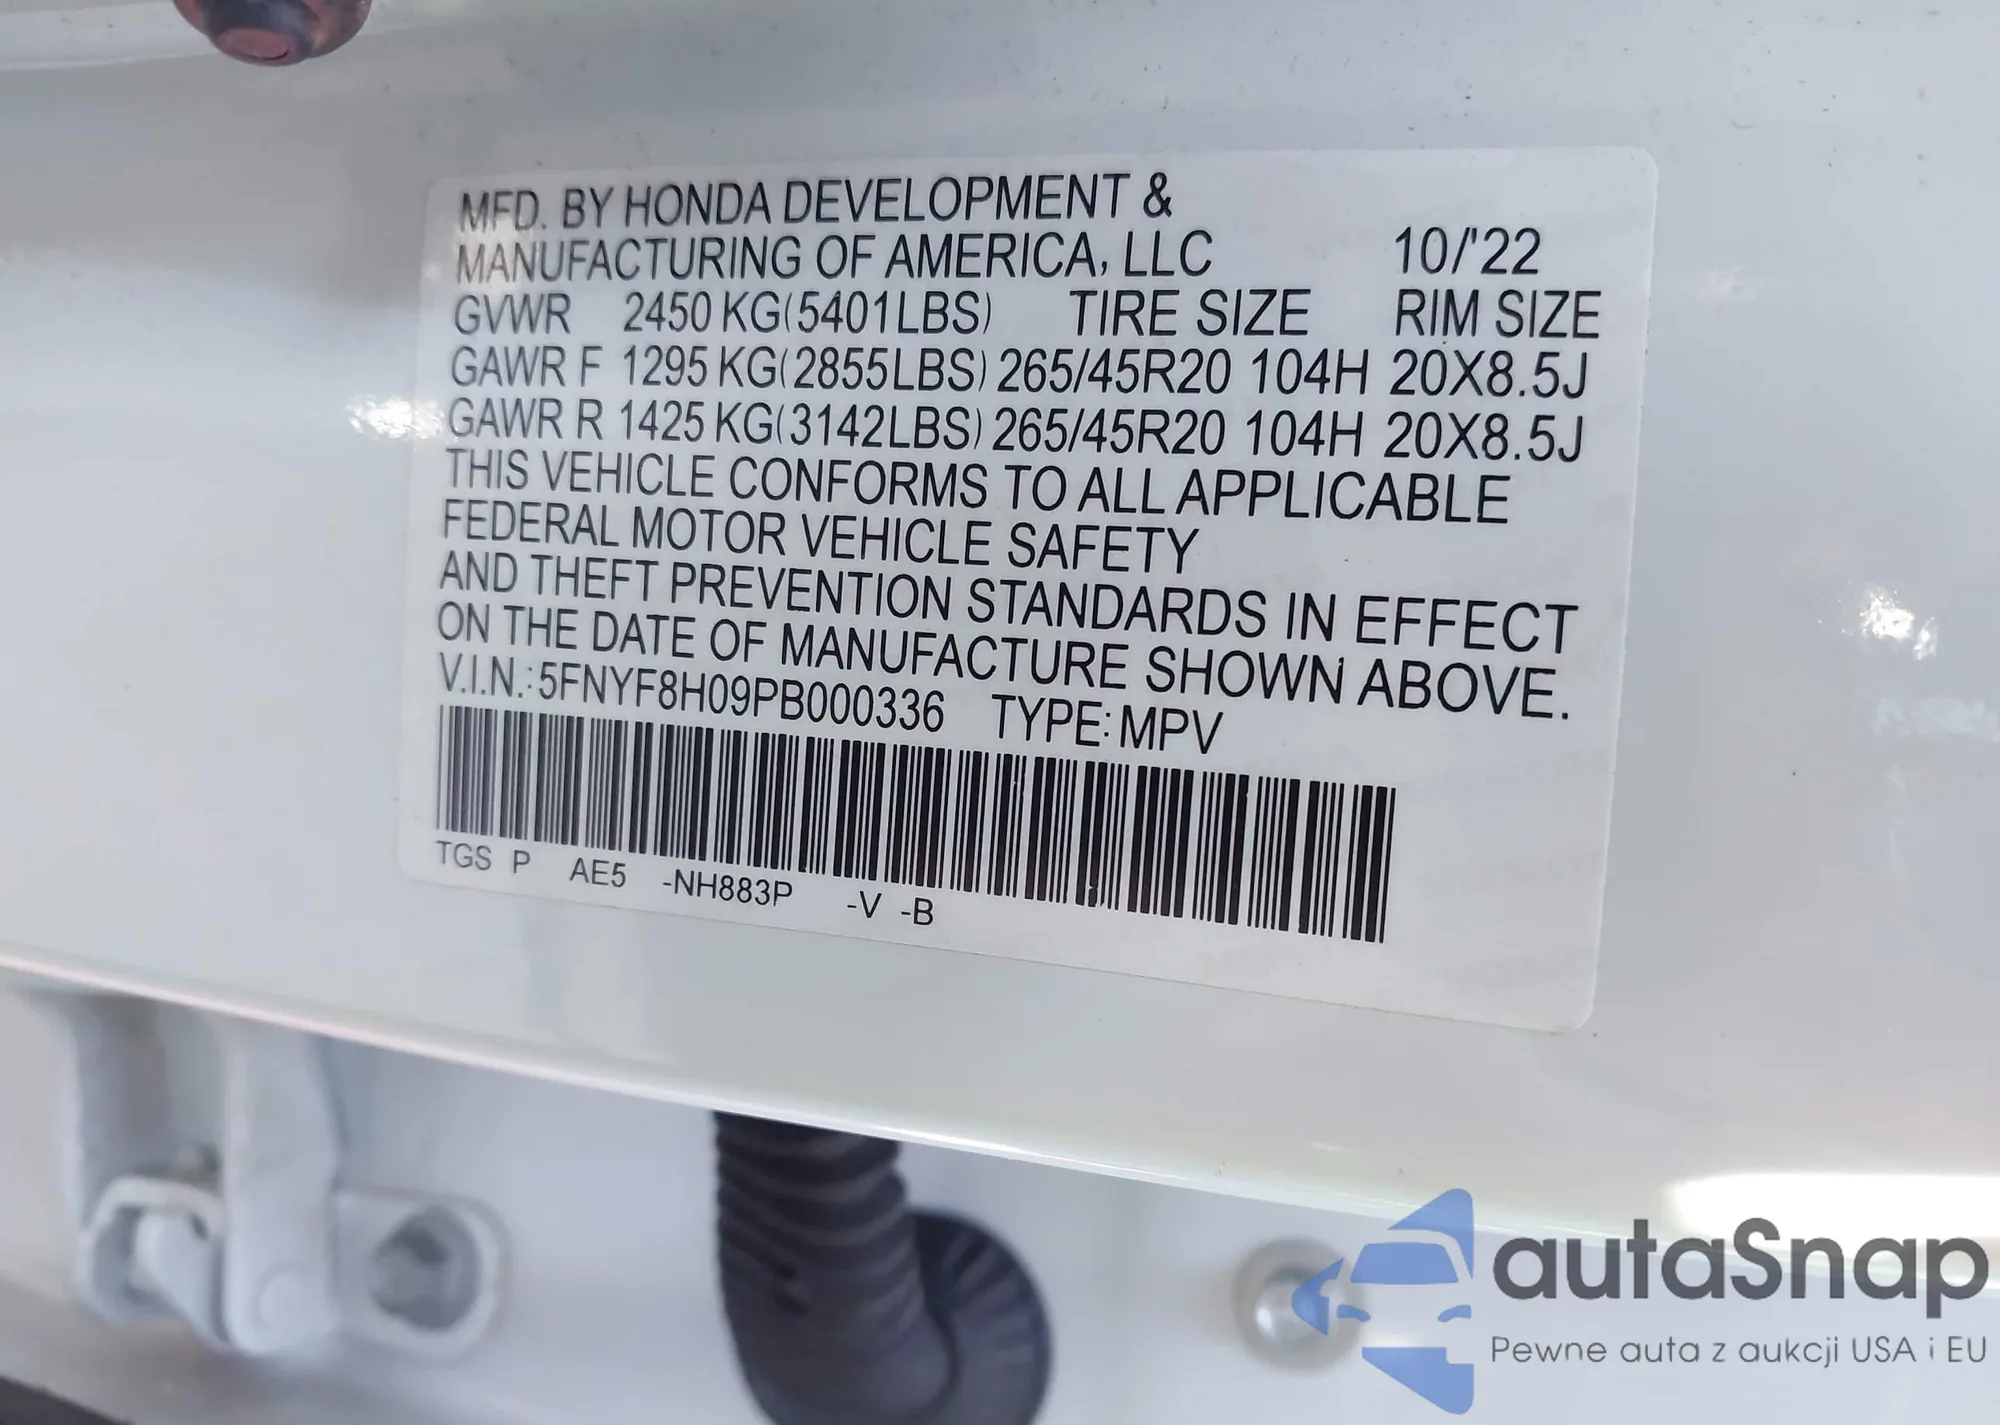 MFD. BY HONDA DEVELOPMENT &
MANUFACTURING OF AMERICA, LLC 10/'22
GVWR 2450 KG(5401LBS) TIRE SIZE RIM SIZE
GAWR F 1295 KG(2855LBS) 265/45R20 104H 20X8.5J
GAWR R 1425 KG(3142LBS) 265/45R20 104H 20X8.5J
THIS VEHICLE CONFORMS TO ALL APPLICABLE
FEDERAL MOTOR VEHICLE SAFETY
AND THEFT PREVENTION STANDARDS IN EFFECT
ON THE DATE OF MANUFACTURE SHOWN ABOVE.
V.I.N.: 5FNYF8H09PB000336 TYPE: MPV
TGS P AE5 -NH883P -V -B
autaSnap
Pewne auta z aukcji USA i EU